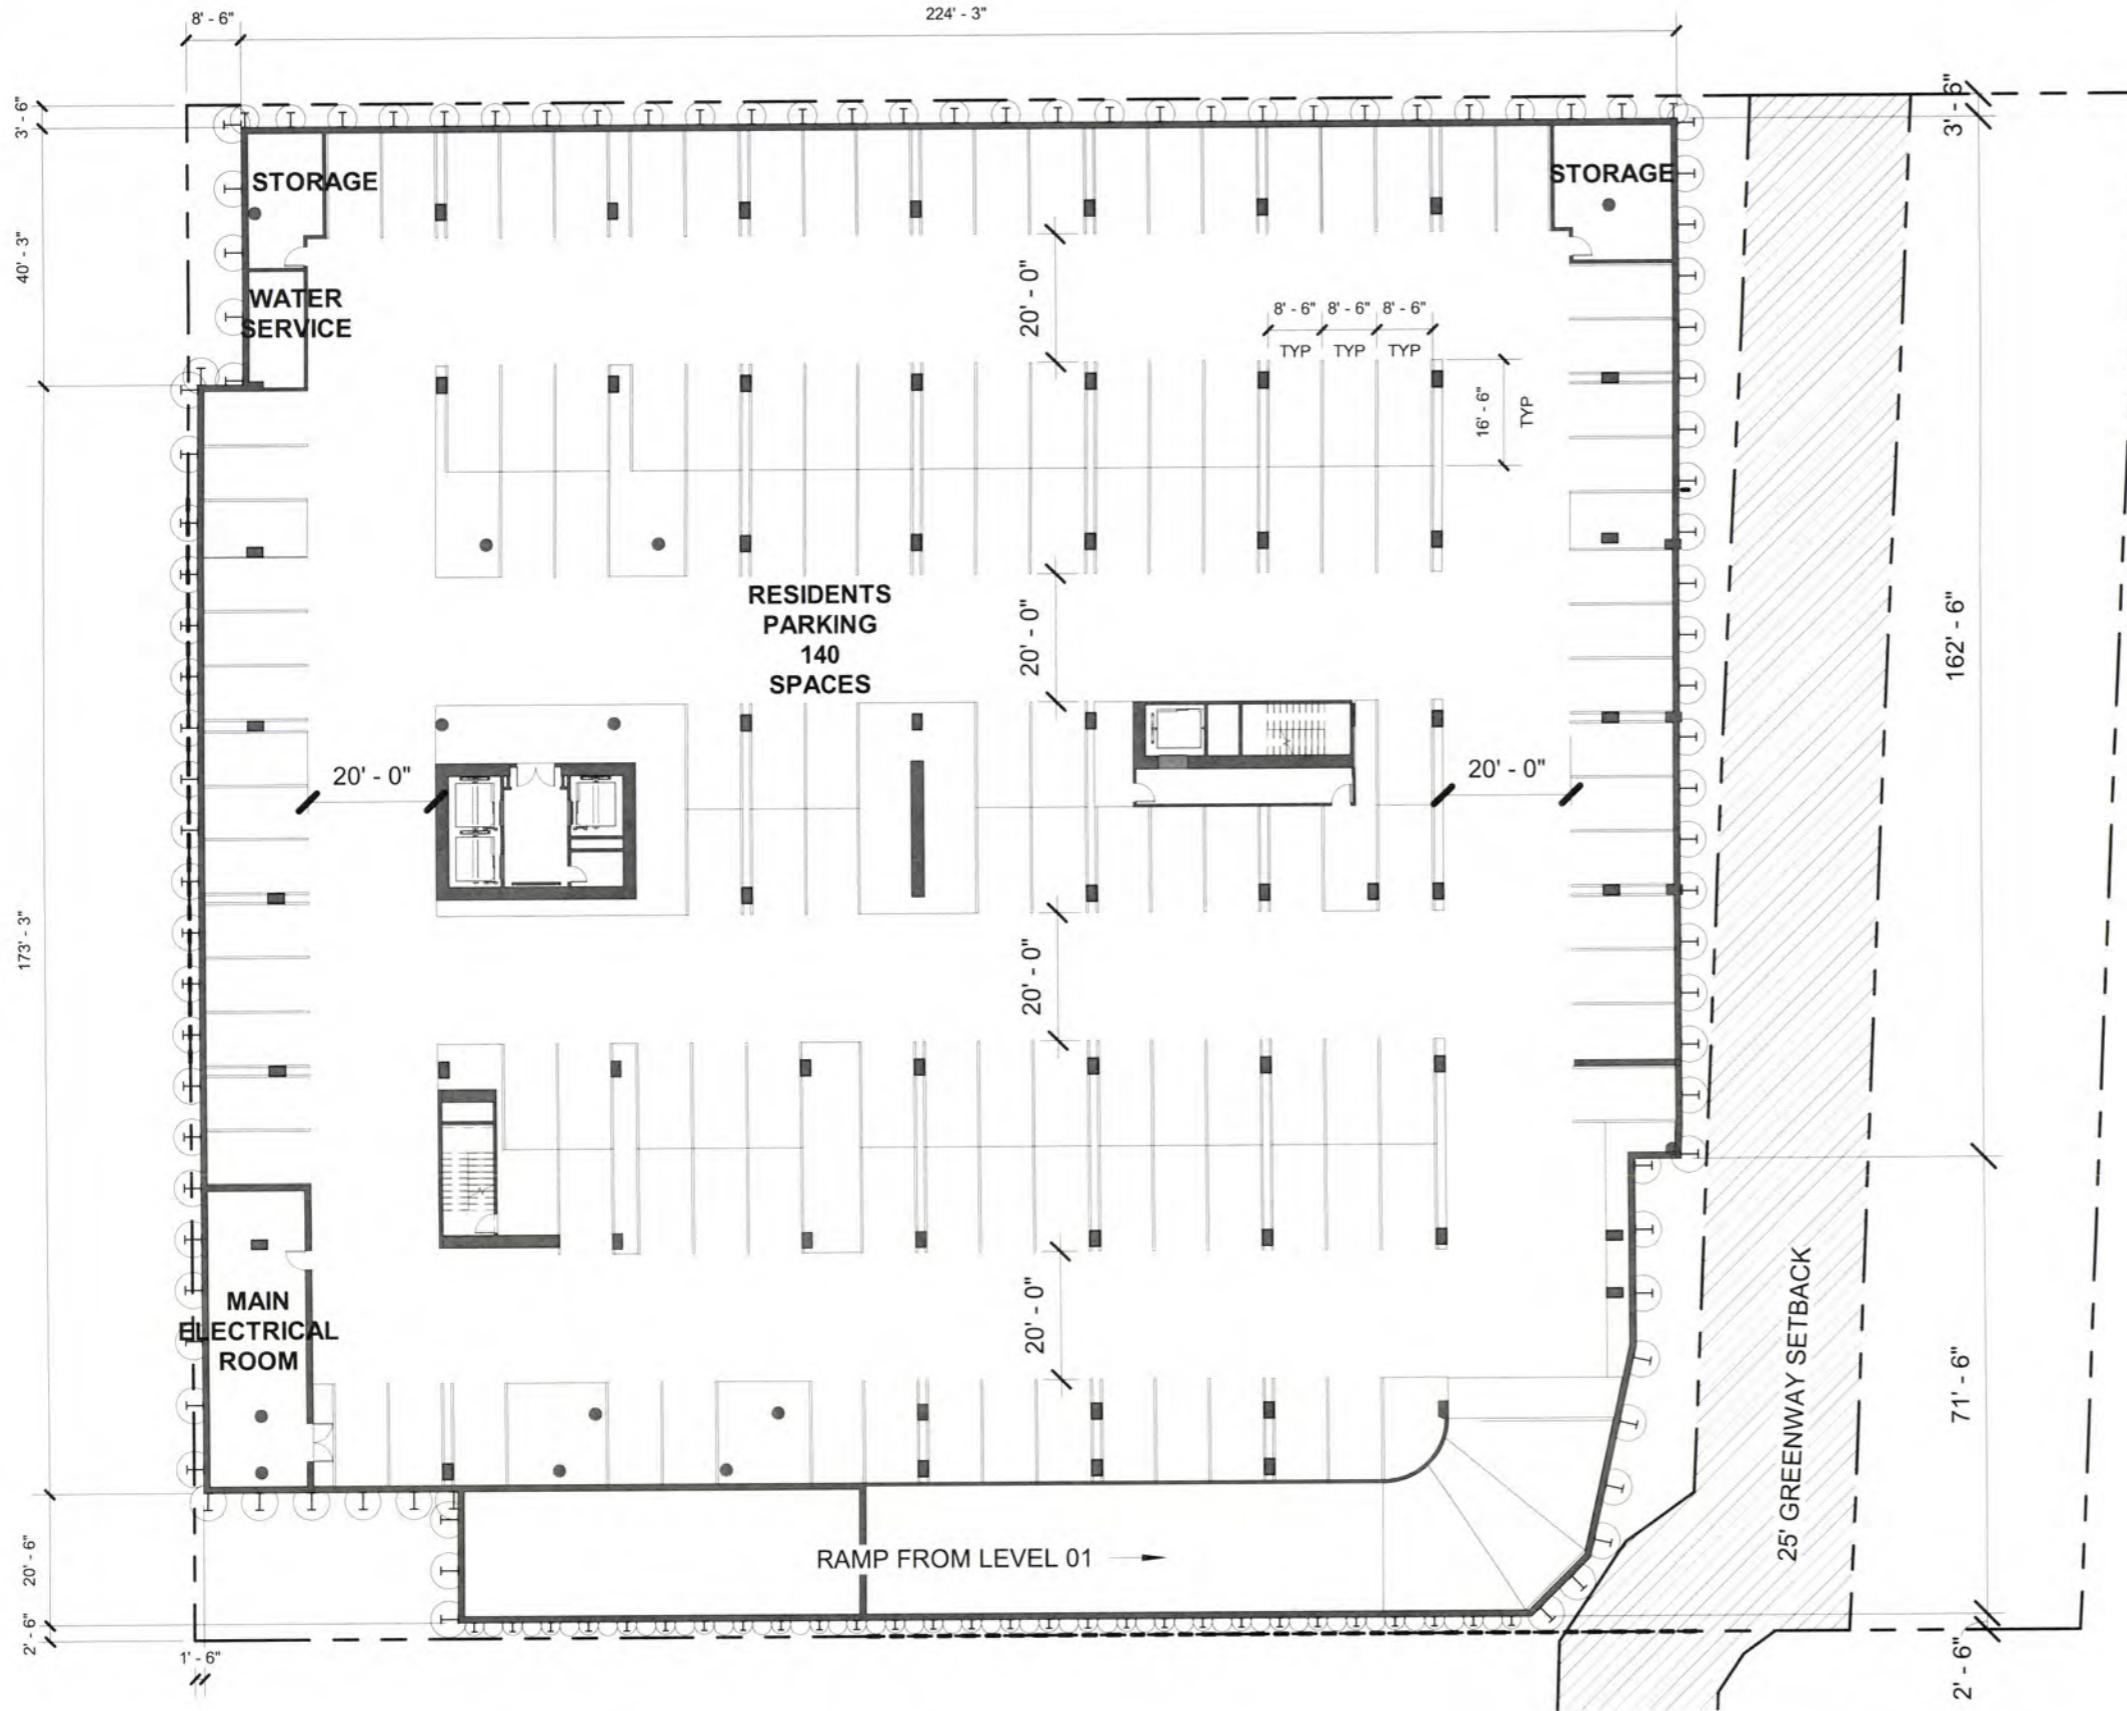 8' - 6"
224' - 3"
3' - 6"
3' - 6"
STORAGE
STORAGE
40' - 3"
WATER
SERVICE
20' - 0"
8' - 6"
8' - 6"
8' - 6"
TYP
TYP
TYP
16' - 6"
TYP
RESIDENTS
PARKING
140
SPACES
20' - 0"
162' - 6"
20' - 0"
20' - 0"
173' - 3"
20' - 0"
MAIN
ELECTRICAL
ROOM
20' - 0"
25' GREENWAY SETBACK
71' - 6"
RAMP FROM LEVEL 01
20' - 6"
2' - 6"
1' - 6"
2' - 6"